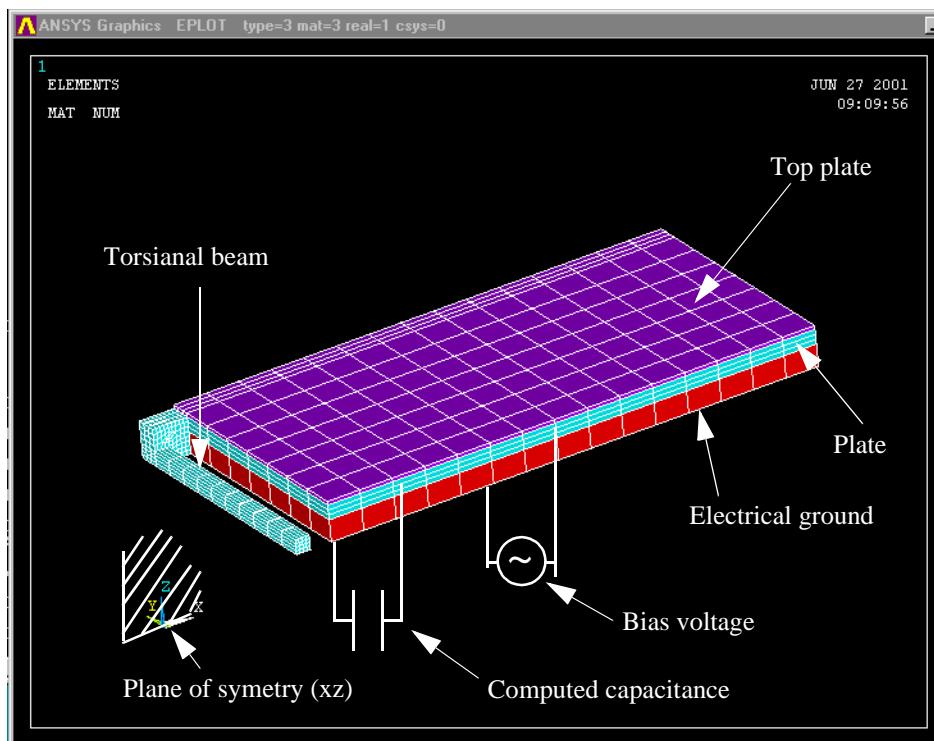 ANSYS Graphics EPLOT type=3 mat=3 real=1 csys=0
1
ELEMENTS
MAT NUM
JUN 27 2001
09:09:56
Top plate
Torsianal beam
Plate
Electrical ground
Z
Y
X
Bias voltage
Plane of symetry (xz)
Computed capacitance